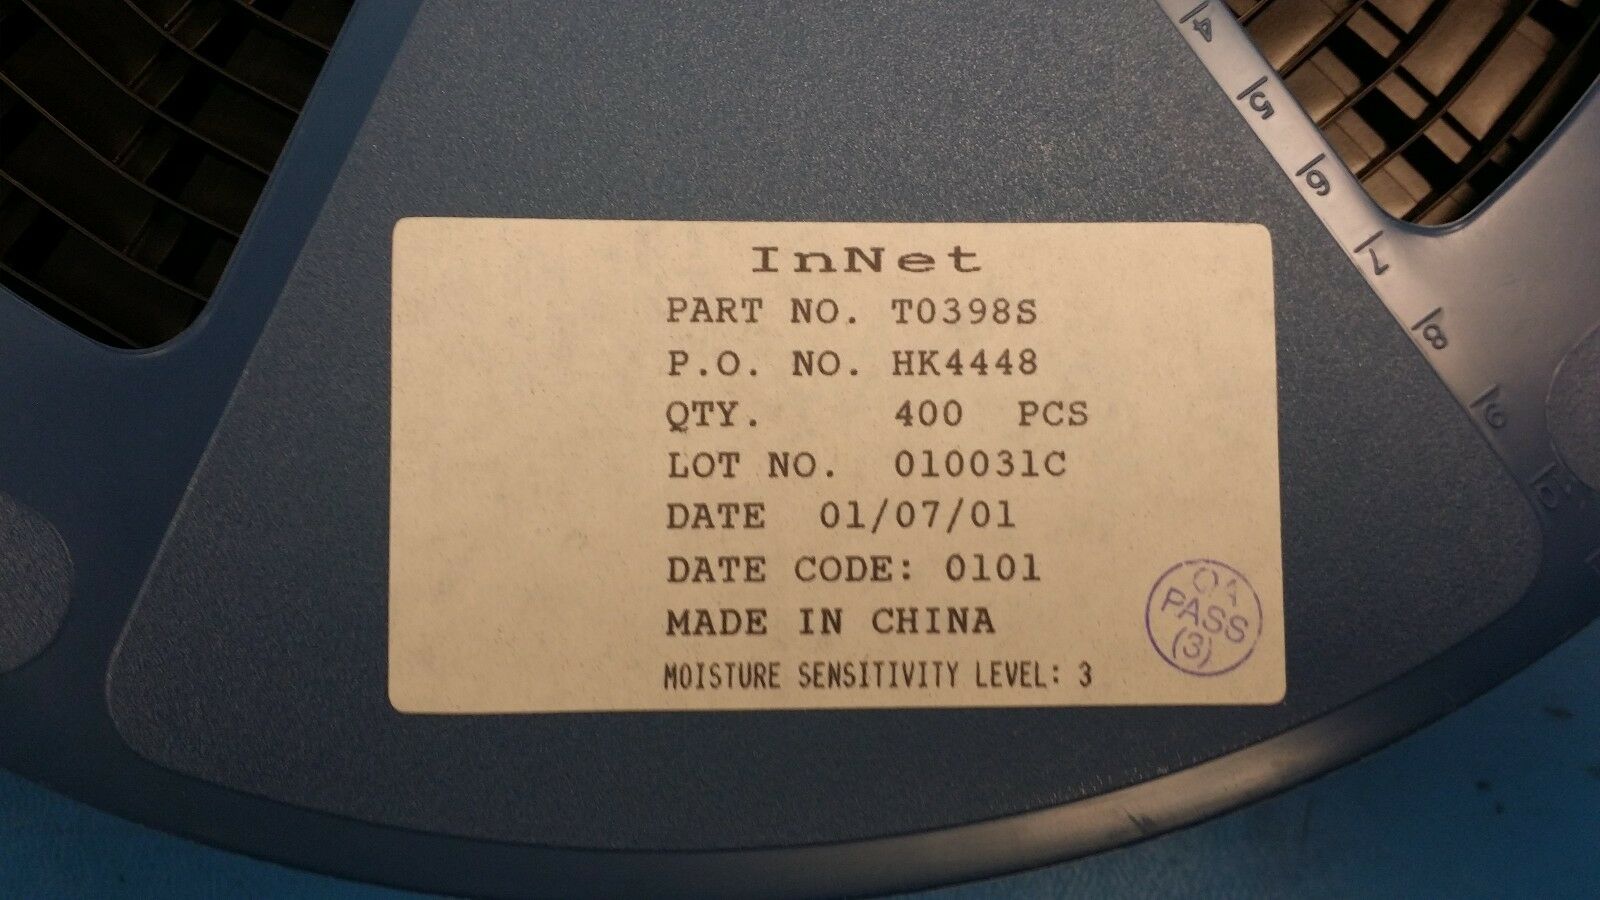 InNet
PART NO. T0398S
P.O. NO. HK4448
QTY. 400 PCS
LOT NO. 010031C
DATE 01/07/01
DATE CODE: 0101
MADE IN CHINA
MOISTURE SENSITIVITY LEVEL: 3
PASS
(3)
4
5
6
7
8
9